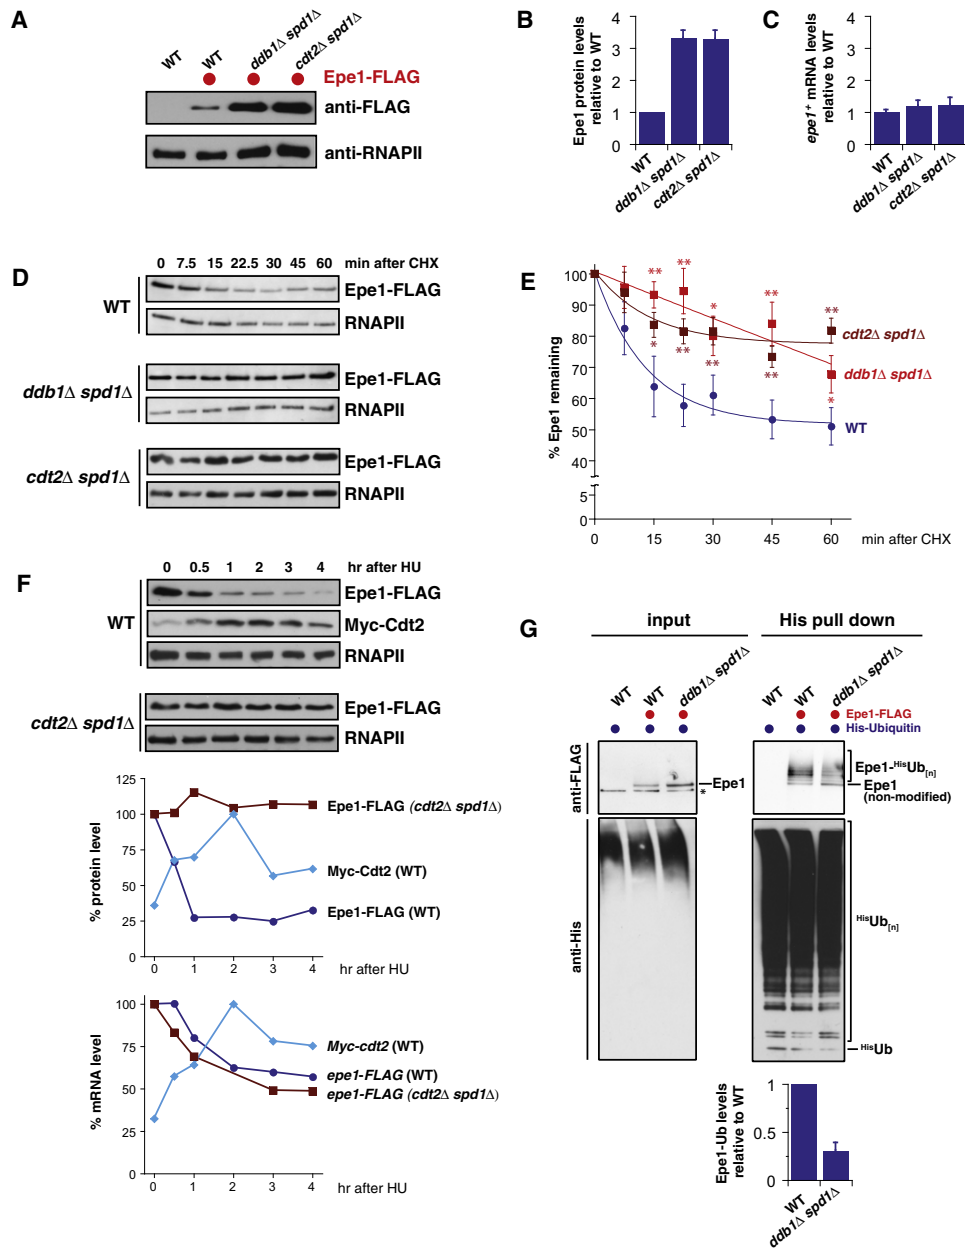 A
WT
WT
ddb1Δ spd1Δ
cdt2Δ spd1Δ
Epe1-FLAG
anti-FLAG
anti-RNAPII
B
Epe1 protein levels
relative to WT
4
3
2
1
0
WT
ddb1Δ spd1Δ
cdt2Δ spd1Δ
C
epe1+ mRNA levels
relative to WT
4
3
2
1
0
WT
ddb1Δ spd1Δ
cdt2Δ spd1Δ
D
0 7.5 15 22.5 30 45 60 min after CHX
WT
Epe1-FLAG
RNAPII
ddb1Δ spd1Δ
Epe1-FLAG
RNAPII
cdt2Δ spd1Δ
Epe1-FLAG
RNAPII
E
% Epe1 remaining
100
90
80
70
60
50
40
5
0
** ** * ** **
* ** ** ** *
cdt2Δ spd1Δ
ddb1Δ spd1Δ
WT
0 15 30 45 60 min after CHX
F
0 0.5 1 2 3 4 hr after HU
WT
Epe1-FLAG
Myc-Cdt2
RNAPII
cdt2Δ spd1Δ
Epe1-FLAG
RNAPII
% protein level
125
100
75
50
25
0
Epe1-FLAG (cdt2Δ spd1Δ)
Myc-Cdt2 (WT)
Epe1-FLAG (WT)
0 1 2 3 4 hr after HU
% mRNA level
100
75
50
25
0
Myc-cdt2 (WT)
epe1-FLAG (WT)
epe1-FLAG (cdt2Δ spd1Δ)
0 1 2 3 4 hr after HU
G
input
His pull down
WT
WT
ddb1Δ spd1Δ
WT
WT
ddb1Δ spd1Δ
Epe1-FLAG
His-Ubiquitin
anti-FLAG
Epe1
*
Epe1-HisUb[n]
Epe1
(non-modified)
anti-His
HisUb[n]
HisUb
Epe1-Ub levels
relative to WT
1
0.5
0
WT
ddb1Δ spd1Δ